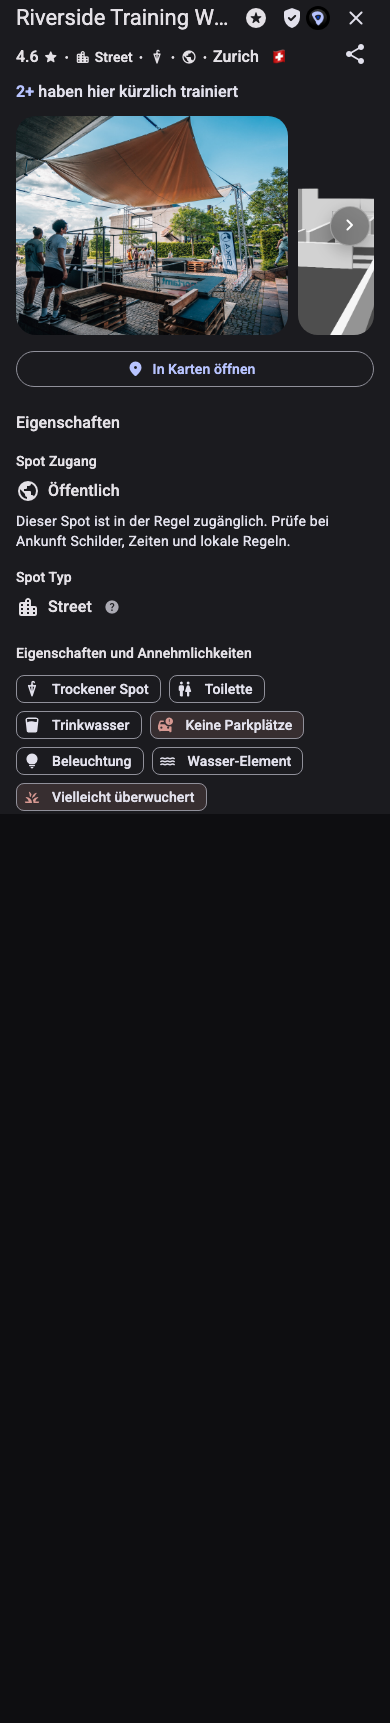 Riverside Training W...
4.6 · Street · · · Zurich
2+ haben hier kürzlich trainiert
In Karten öffnen
Eigenschaften
Spot Zugang
Öffentlich
Dieser Spot ist in der Regel zugänglich. Prüfe bei
Ankunft Schilder, Zeiten und lokale Regeln.
Spot Typ
Street ?
Eigenschaften und Annehmlichkeiten
Trockener Spot
Toilette
Trinkwasser
Keine Parkplätze
Beleuchtung
Wasser-Element
Vielleicht überwuchert